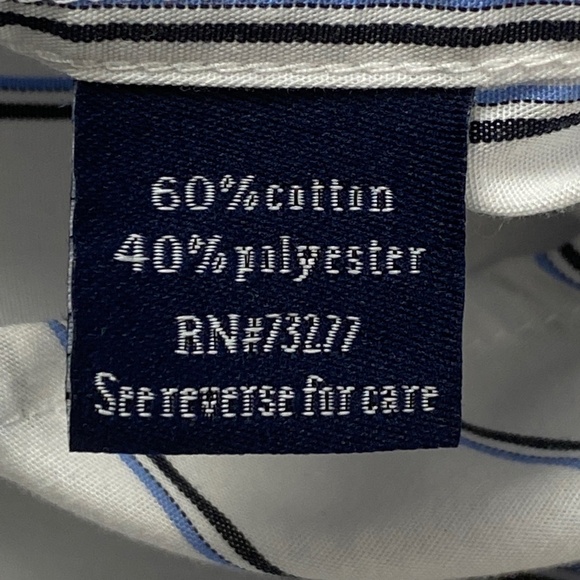 60% cotton
40% polyester
RN#73277
See reverse for care